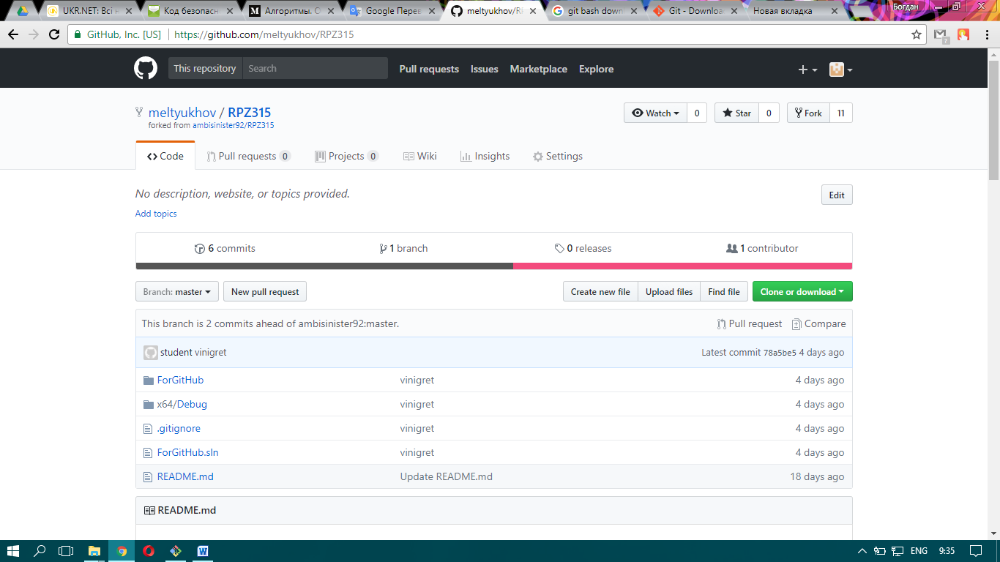 UKR.NET: Всі н
Код безопасн
Алгоритмы. О
Google Перев
meltyukhov/RP
git bash down
Git - Downloa
Новая вкладка
Богдан
GitHub, Inc. [US]
https://github.com/meltyukhov/RPZ315
This repository
Search
Pull requests
Issues
Marketplace
Explore
meltyukhov / RPZ315
forked from ambisinister92/RPZ315
Watch 0
Star 0
Fork 11
Code
Pull requests 0
Projects 0
Wiki
Insights
Settings
No description, website, or topics provided.
Edit
Add topics
6 commits
1 branch
0 releases
1 contributor
Branch: master
New pull request
Create new file
Upload files
Find file
Clone or download
This branch is 2 commits ahead of ambisinister92:master.
Pull request
Compare
student vinigret
Latest commit 78a5be5 4 days ago
ForGitHub vinigret 4 days ago
x64/Debug vinigret 4 days ago
.gitignore vinigret 4 days ago
ForGitHub.sln vinigret 4 days ago
README.md Update README.md 18 days ago
README.md
ENG
9:35